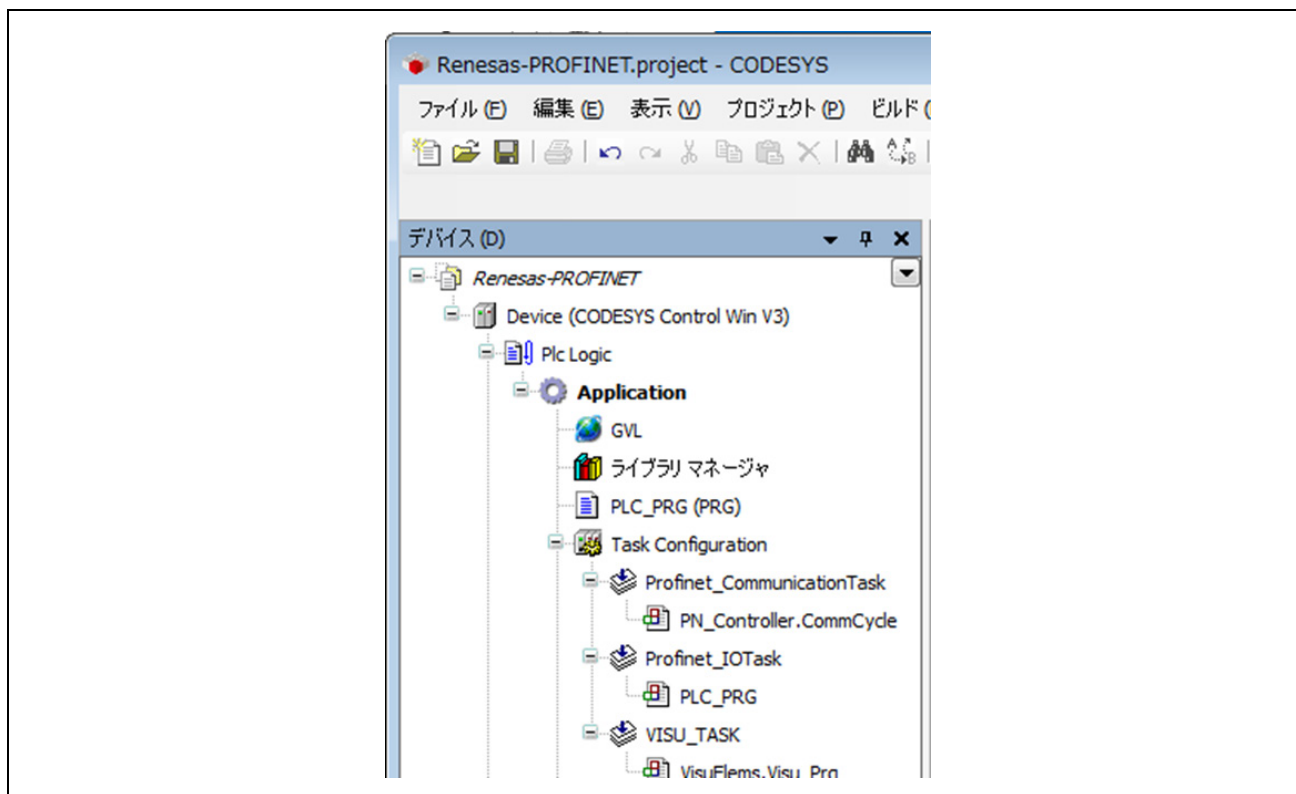 Renesas-PROFINET.project - CODESYS
ファイル (F) 編集 (E) 表示 (V) プロジェクト (P) ビルド (
デバイス (D)
Renesas-PROFINET
Device (CODESYS Control Win V3)
Plc Logic
Application
GVL
ライブラリ マネージャ
PLC_PRG (PRG)
Task Configuration
Profinet_CommunicationTask
PN_Controller.CommCycle
Profinet_IOTask
PLC_PRG
VISU_TASK
VisuElems.Visu_Prg